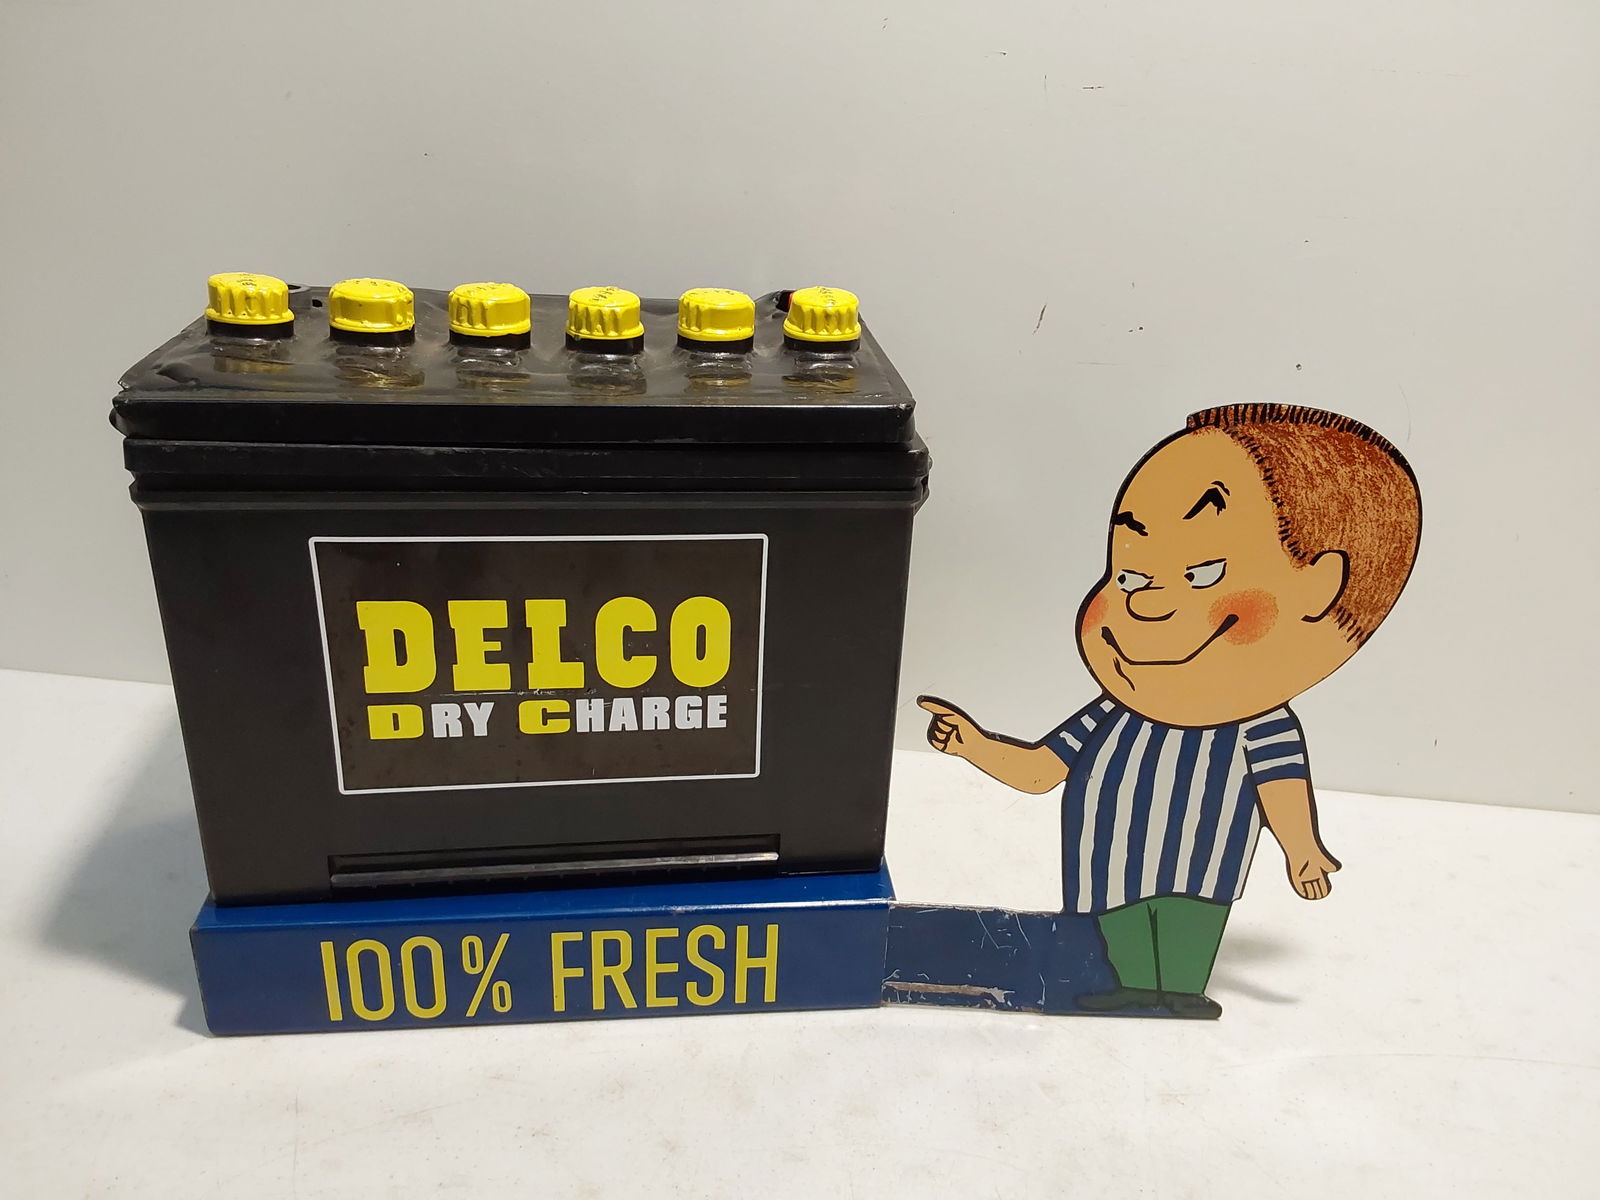 DELCO
DRY CHARGE
100% FRESH